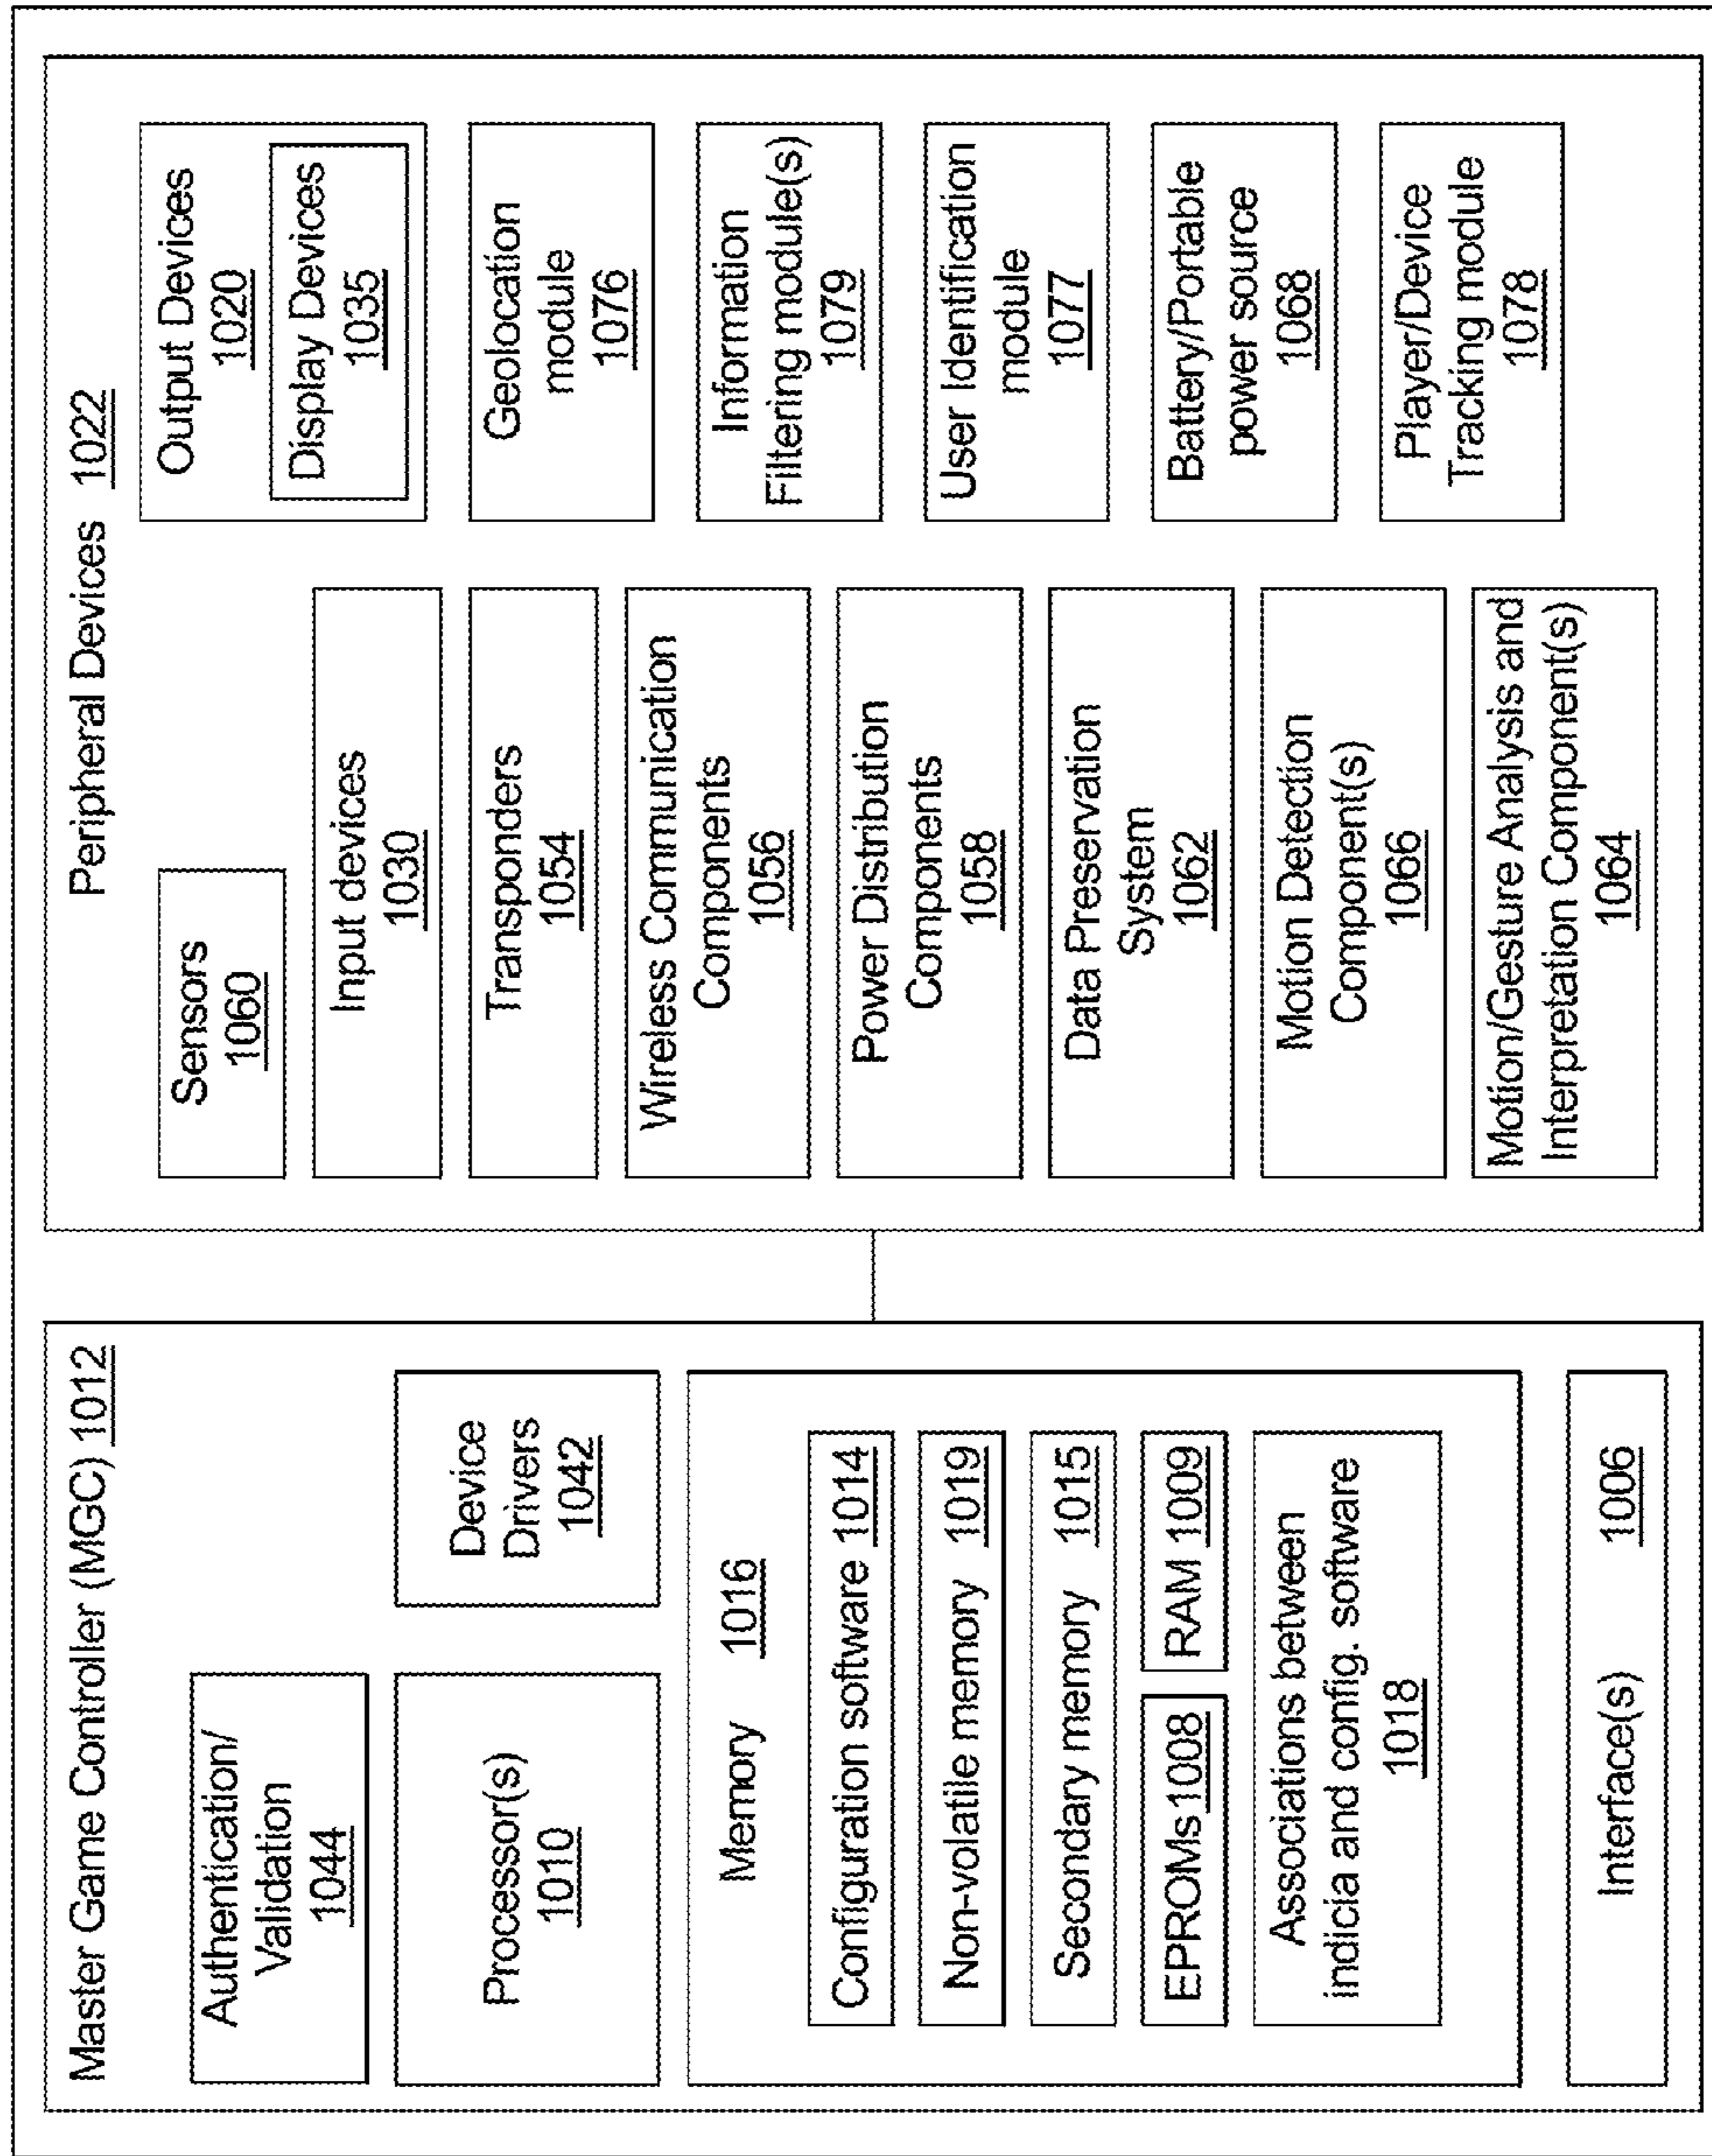 Master Game Controller (MGC) 1012
Authentication/
Validation
1044
Processor(s)
1010
Device
Drivers
1042
Memory 1016
Configuration software 1014
Non-volatile memory 1019
Secondary memory 1015
EPROMs1008
RAM 1009
Associations between
indicia and config. software
1018
Interface(s) 1006
Peripheral Devices 1022
Sensors
1060
Input devices
1030
Transponders
1054
Wireless Communication
Components
1056
Power Distribution
Components
1058
Data Preservation
System
1062
Motion Detection
Component(s)
1066
Motion/Gesture Analysis and
Interpretation Component(s)
1064
Output Devices
1020
Display Devices
1035
Geolocation
module
1076
Information
Filtering module(s)
1079
User Identification
module
1077
Battery/Portable
power source
1068
Player/Device
Tracking module
1078